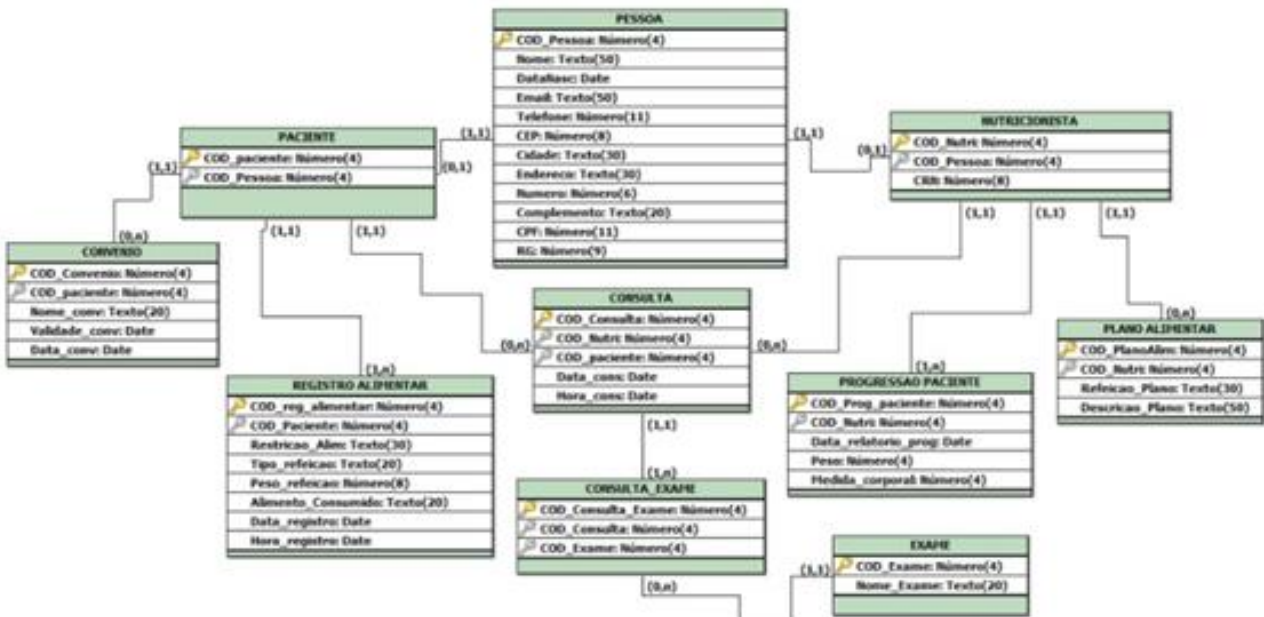 PESSOA
COD_Pessoa: Número(4)
Nome: Texto(50)
DataNasc: Date
Email: Texto(50)
Telefone: Número(11)
CEP: Número(8)
Cidade: Texto(30)
Endereco: Texto(30)
Numero: Número(6)
Complemento: Texto(20)
CPF: Número(11)
RG: Número(9)
(1,1)
(1,1)
PACIENTE
COD_paciente: Número(4)
COD_Pessoa: Número(4)
(1,1)
(0,1)
(1,1)
(1,1)
NUTRICIONISTA
COD_Nutri: Número(4)
COD_Pessoa: Número(4)
CRN: Número(8)
(0,1)
(1,1)
(1,1)
(1,1)
(0,n)
CONVENIO
COD_Convenio: Número(4)
COD_paciente: Número(4)
Nome_conv: Texto(20)
Validade_conv: Date
Data_conv: Date
CONSULTA
COD_Consulta: Número(4)
COD_Nutri: Número(4)
COD_paciente: Número(4)
Data_cons: Date
Hora_cons: Date
(0,n)
(0,n)
(1,1)
(0,n)
PLANO ALIMENTAR
COD_PlanoAlim: Número(4)
COD_Nutri: Número(4)
Refeicao_Plano: Texto(30)
Descricao_Plano: Texto(50)
(1,n)
REGISTRO ALIMENTAR
COD_reg_alimentar: Número(4)
COD_Paciente: Número(4)
Restricao_Alim: Texto(30)
Tipo_refeicao: Texto(20)
Peso_refeicao: Número(8)
Alimento_Consumido: Texto(20)
Data_registro: Date
Hora_registro: Date
(1,n)
PROGRESSAO PACIENTE
COD_Prog_paciente: Número(4)
COD_Nutri: Número(4)
Data_relatorio_prog: Date
Peso: Número(4)
Medida_corporal: Número(4)
(1,n)
CONSULTA_EXAME
COD_Consulta_Exame: Número(4)
COD_Consulta: Número(4)
COD_Exame: Número(4)
(0,n)
(1,1)
EXAME
COD_Exame: Número(4)
Nome_Exame: Texto(20)